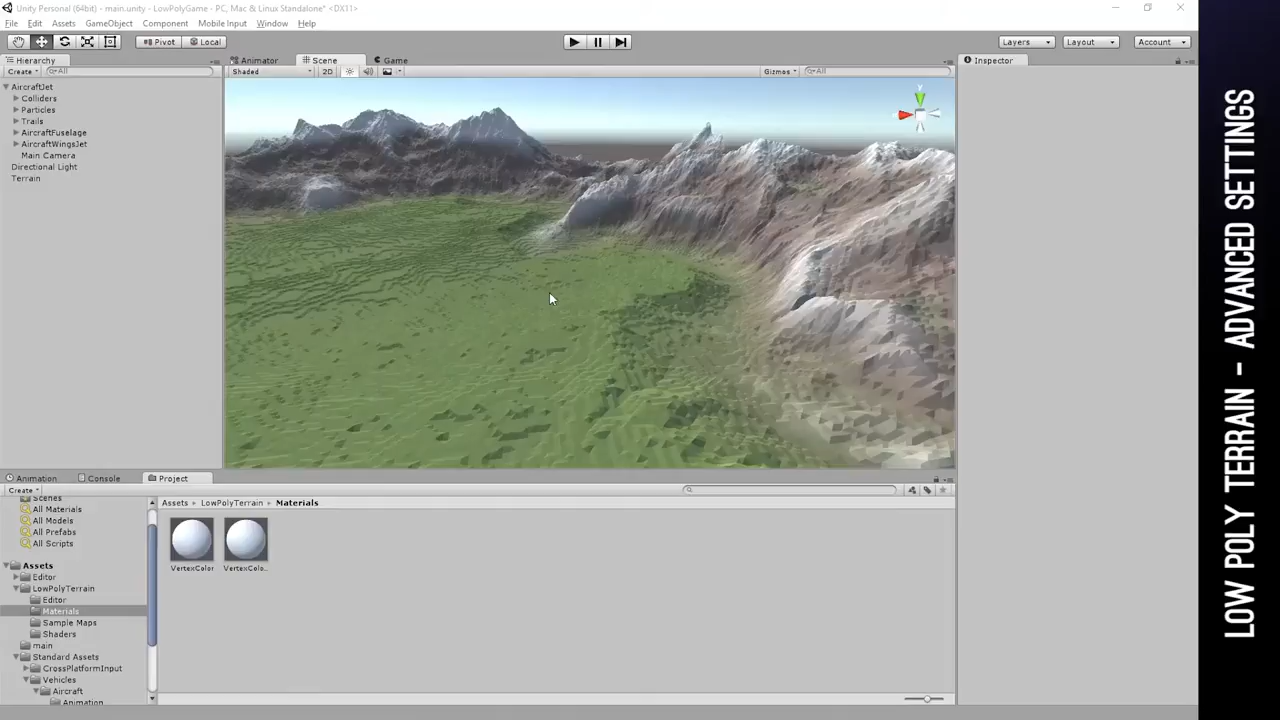 Unity Personal (64bit) - main.unity - LowPolyGame - PC, Mac & Linux Standalone* <DX11>
File Edit Assets GameObject Component Mobile Input Window Help
Pivot Local Layers Layout Account
Hierarchy Animator Scene Game Inspector
Create All Shaded 2D Gizmos All
AircraftJet
Colliders
Particles
Trails
AircraftFuselage
AircraftWingsJet
Main Camera
Directional Light
Terrain
y
Animation Console Project
Create
Scenes
All Materials
All Models
All Prefabs
All Scripts
Assets
Editor
LowPolyTerrain
Editor
Materials
Sample Maps
Shaders
main
Standard Assets
CrossPlatformInput
Vehicles
Aircraft
Animation
Assets LowPolyTerrain Materials
VertexColor VertexColo...
LOW POLY TERRAIN - ADVANCED SETTINGS